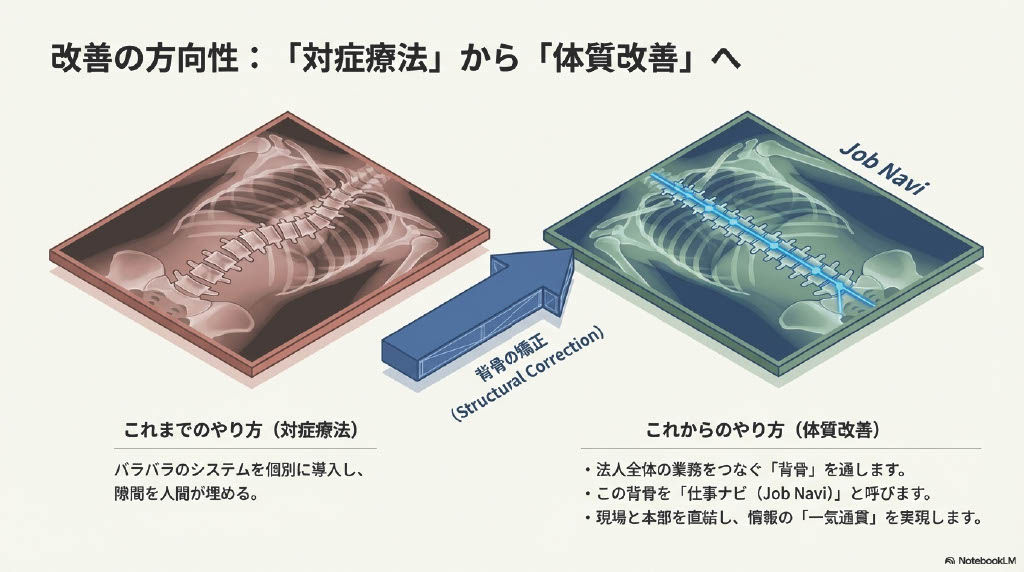 改善の方向性：「対症療法」から「体質改善」へ
Job Navi
背骨の矯正
（Structural Correction）
これまでのやり方（対症療法）
バラバラのシステムを個別に導入し、
隙間を人間が埋める。
これからのやり方（体質改善）
・法人全体の業務をつなぐ「背骨」を通します。
・この背骨を「仕事ナビ（Job Navi）」と呼びます。
・現場と本部を直結し、情報の「一気通貫」を実現します。
NotebookLM